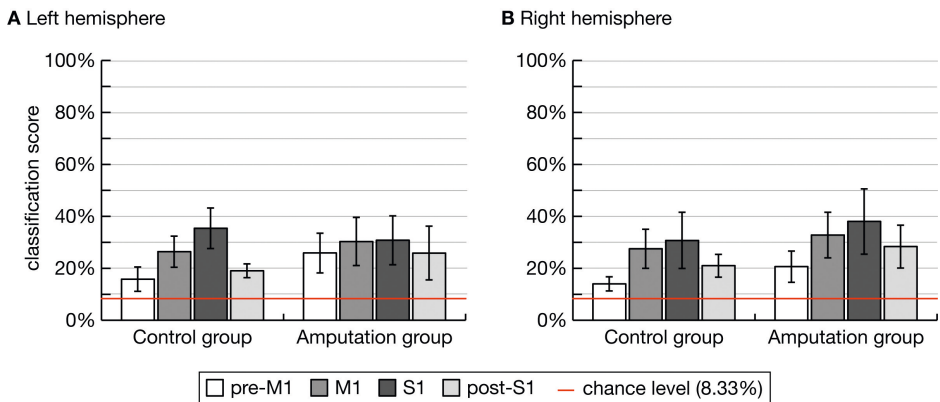 A Left hemisphere
100%
80%
60%
40%
20%
0%
classification score
Control group
Amputation group
B Right hemisphere
100%
80%
60%
40%
20%
0%
Control group
Amputation group
pre-M1 M1 S1 post-S1 chance level (8.33%)